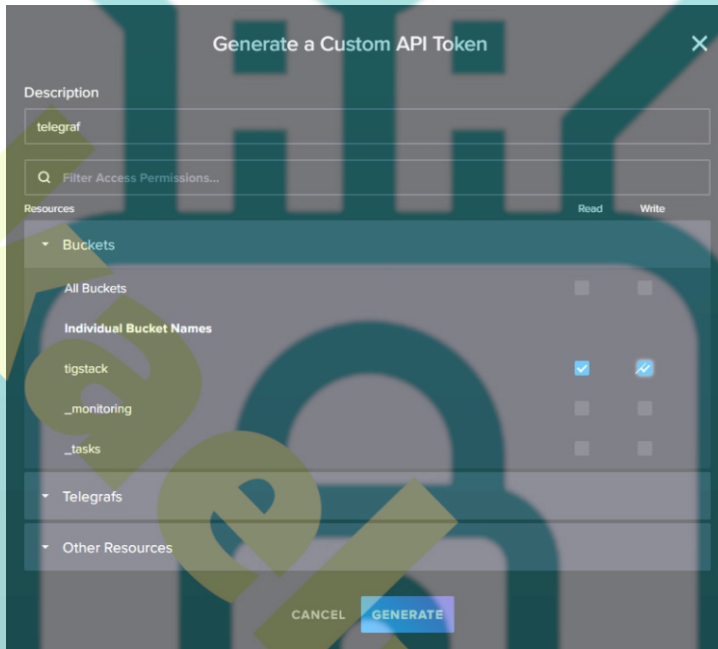 Generate a Custom API Token
Description
telegraf
Filter Access Permissions...
Resources Read Write
Buckets
All Buckets
Individual Bucket Names
tigstack
_monitoring
_tasks
Telegrafs
Other Resources
CANCEL GENERATE